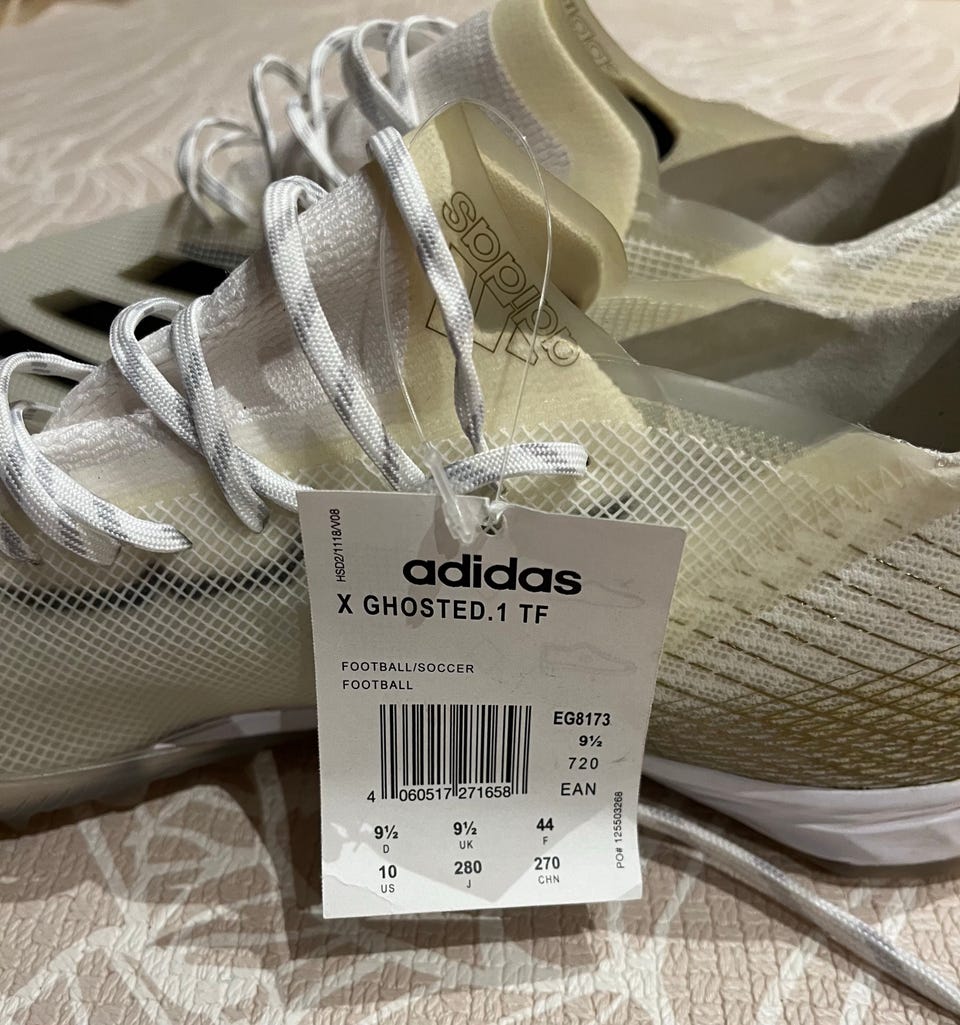 adidas
adidas
HSD2/1118/V08
adidas
X GHOSTED.1 TF
FOOTBALL/SOCCER
FOOTBALL
EG8173
9½
720
EAN
4 060517 271658
9½ 9½ 44
D UK F
10 280 270
US J CHN
PO# 125503268